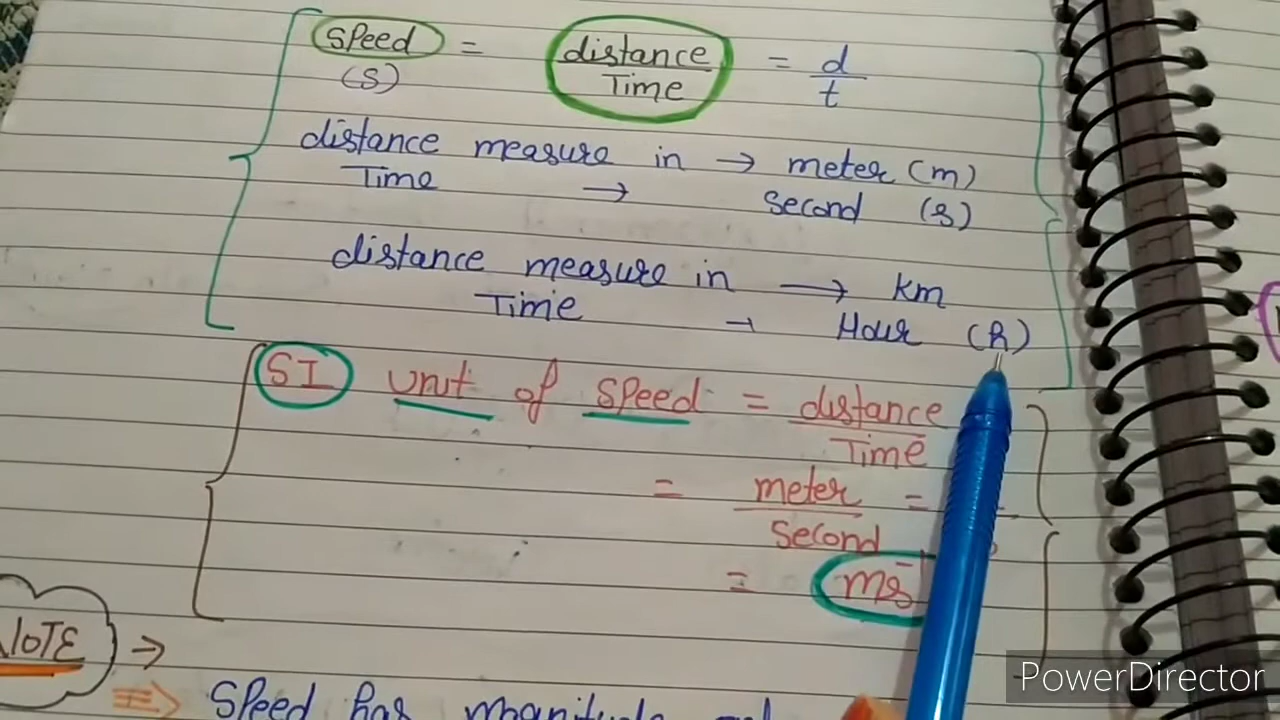 Speed = distance/Time = d/t
(s)
distance measure in → meter (m)
Time → second (s)
distance measure in → km
Time → Hour (h)
SI unit of speed = distance/Time
= meter/second =
= ms⁻¹
NOTE →
⇒ Speed has magnitude
PowerDirector